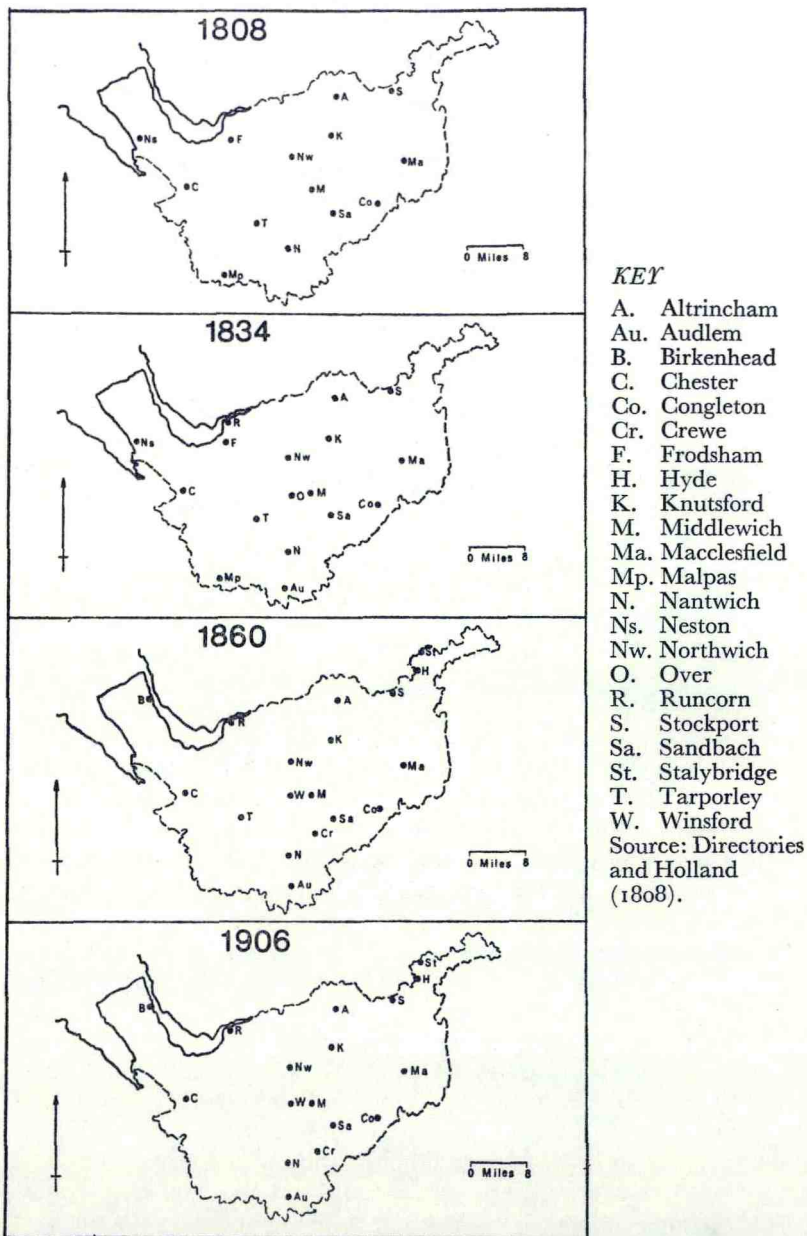 1808
A
S
Ns
F
K
Nw
Ma
C
M
Co
Sa
T
N
Mp
0 Miles 8
1834
A
S
R
Ns
F
K
Nw
Ma
C
O
M
Co
T
Sa
N
Mp
Au
0 Miles 8
1860
St
H
B
A
S
R
K
Nw
Ma
C
W
M
Co
T
Sa
Cr
N
Au
0 Miles 8
1906
St
H
B
A
S
R
K
Nw
Ma
C
W
M
Co
Sa
Cr
N
Au
0 Miles 8
KEY
A. Altrincham
Au. Audlem
B. Birkenhead
C. Chester
Co. Congleton
Cr. Crewe
F. Frodsham
H. Hyde
K. Knutsford
M. Middlewich
Ma. Macclesfield
Mp. Malpas
N. Nantwich
Ns. Neston
Nw. Northwich
O. Over
R. Runcorn
S. Stockport
Sa. Sandbach
St. Stalybridge
T. Tarporley
W. Winsford
Source: Directories
and Holland
(1808).